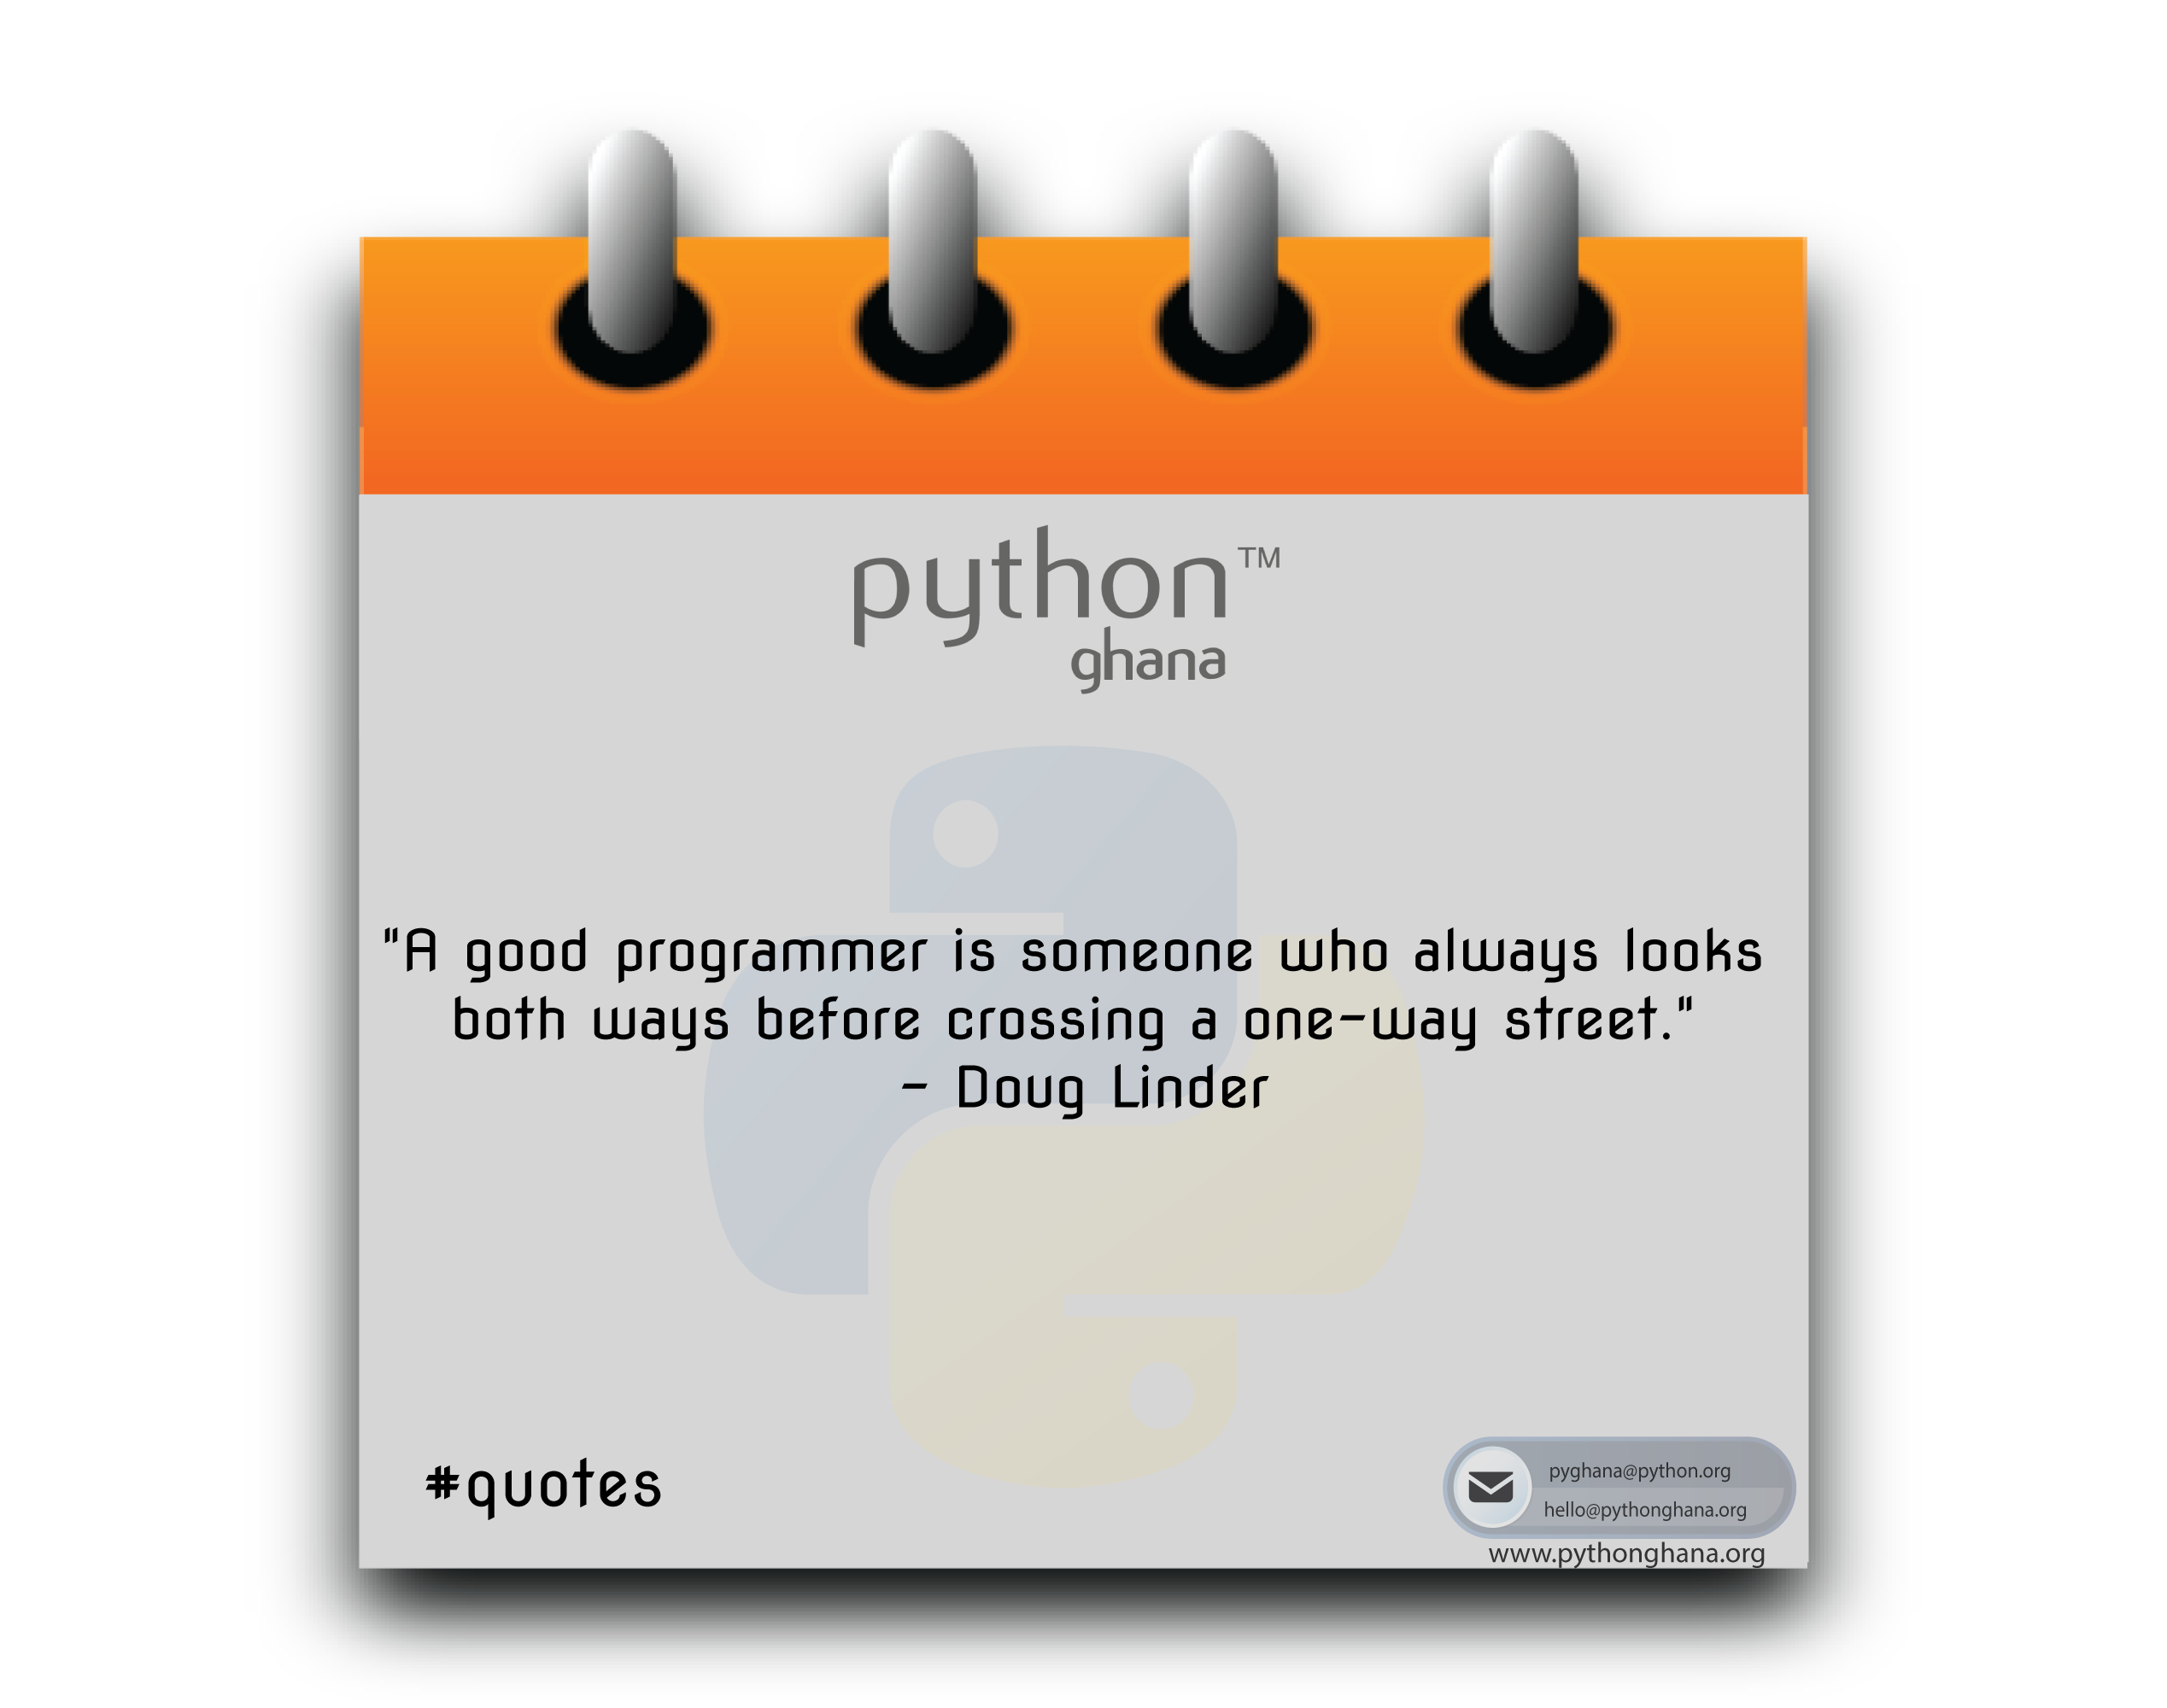 python™
ghana
"A good programmer is someone who always looks
both ways before crossing a one-way street."
- Doug Linder
#quotes
pyghana@python.org
hello@pythonghana.org
www.pythonghana.org